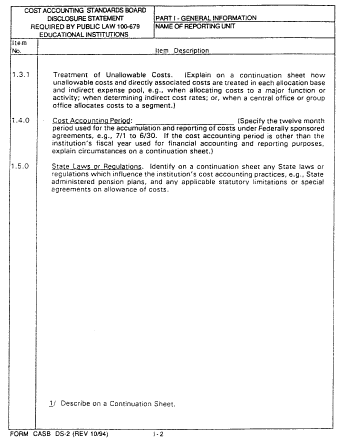 COST ACCOUNTING STANDARDS BOARD
DISCLOSURE STATEMENT
REQUIRED BY PUBLIC LAW 100-679
EDUCATIONAL INSTITUTIONS
PART I - GENERAL INFORMATION
NAME OF REPORTING UNIT
Item
No.
Item Description
1.3.1 Treatment of Unallowable Costs. (Explain on a continuation sheet how
unallowable costs and directly associated costs are treated in each allocation base
and indirect expense pool, e.g., when allocating costs to a major function or
activity; when determining indirect cost rates; or, when a central office or group
office allocates costs to a segment.)
1.4.0 Cost Accounting Period: ____________________ (Specify the twelve month
period used for the accumulation and reporting of costs under Federally sponsored
agreements, e.g., 7/1 to 6/30. If the cost accounting period is other than the
institution's fiscal year used for financial accounting and reporting purposes,
explain circumstances on a continuation sheet.)
1.5.0 State Laws or Regulations. Identify on a continuation sheet any State laws or
regulations which influence the institution's cost accounting practices, e.g., State
administered pension plans, and any applicable statutory limitations or special
agreements on allowance of costs.
1/ Describe on a Continuation Sheet.
FORM CASB DS-2 (REV 10/94) I - 2